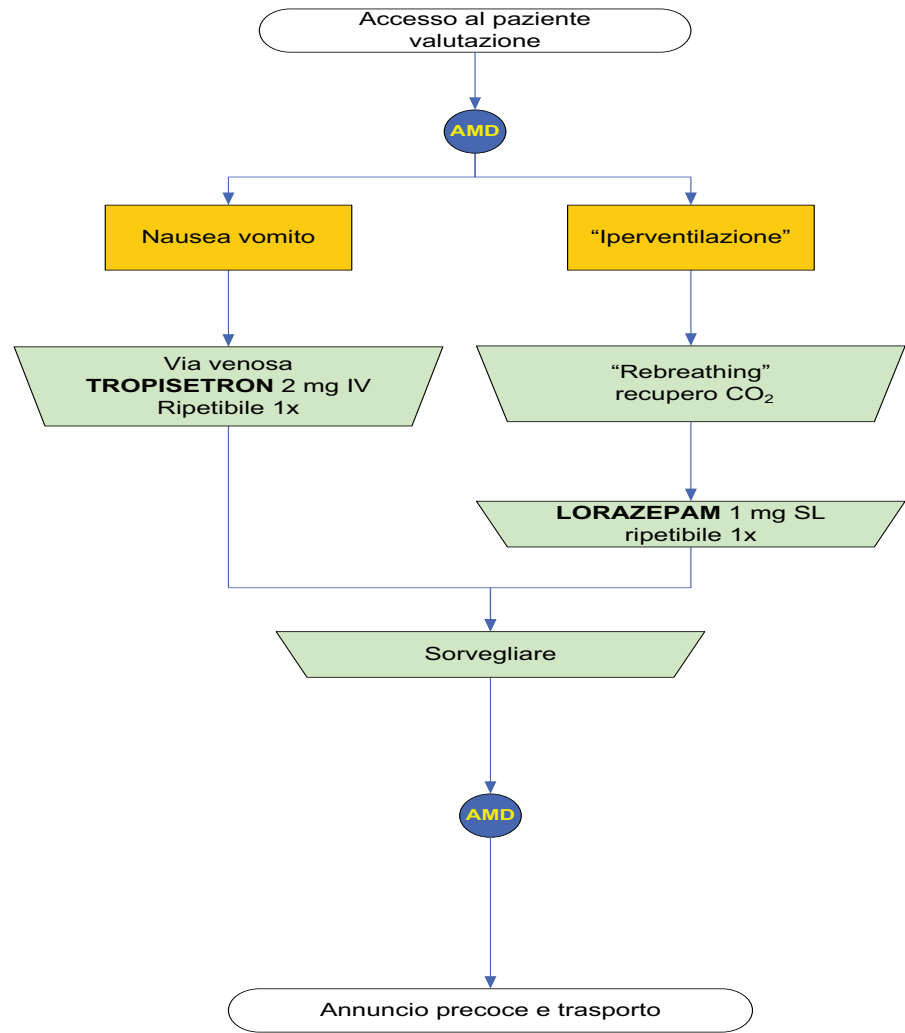 Accesso al paziente
valutazione
AMD
Nausea vomito
“Iperventilazione”
Via venosa
TROPISETRON 2 mg IV
Ripetibile 1x
“Rebreathing”
recupero CO₂
LORAZEPAM 1 mg SL
ripetibile 1x
Sorvegliare
AMD
Annuncio precoce e trasporto